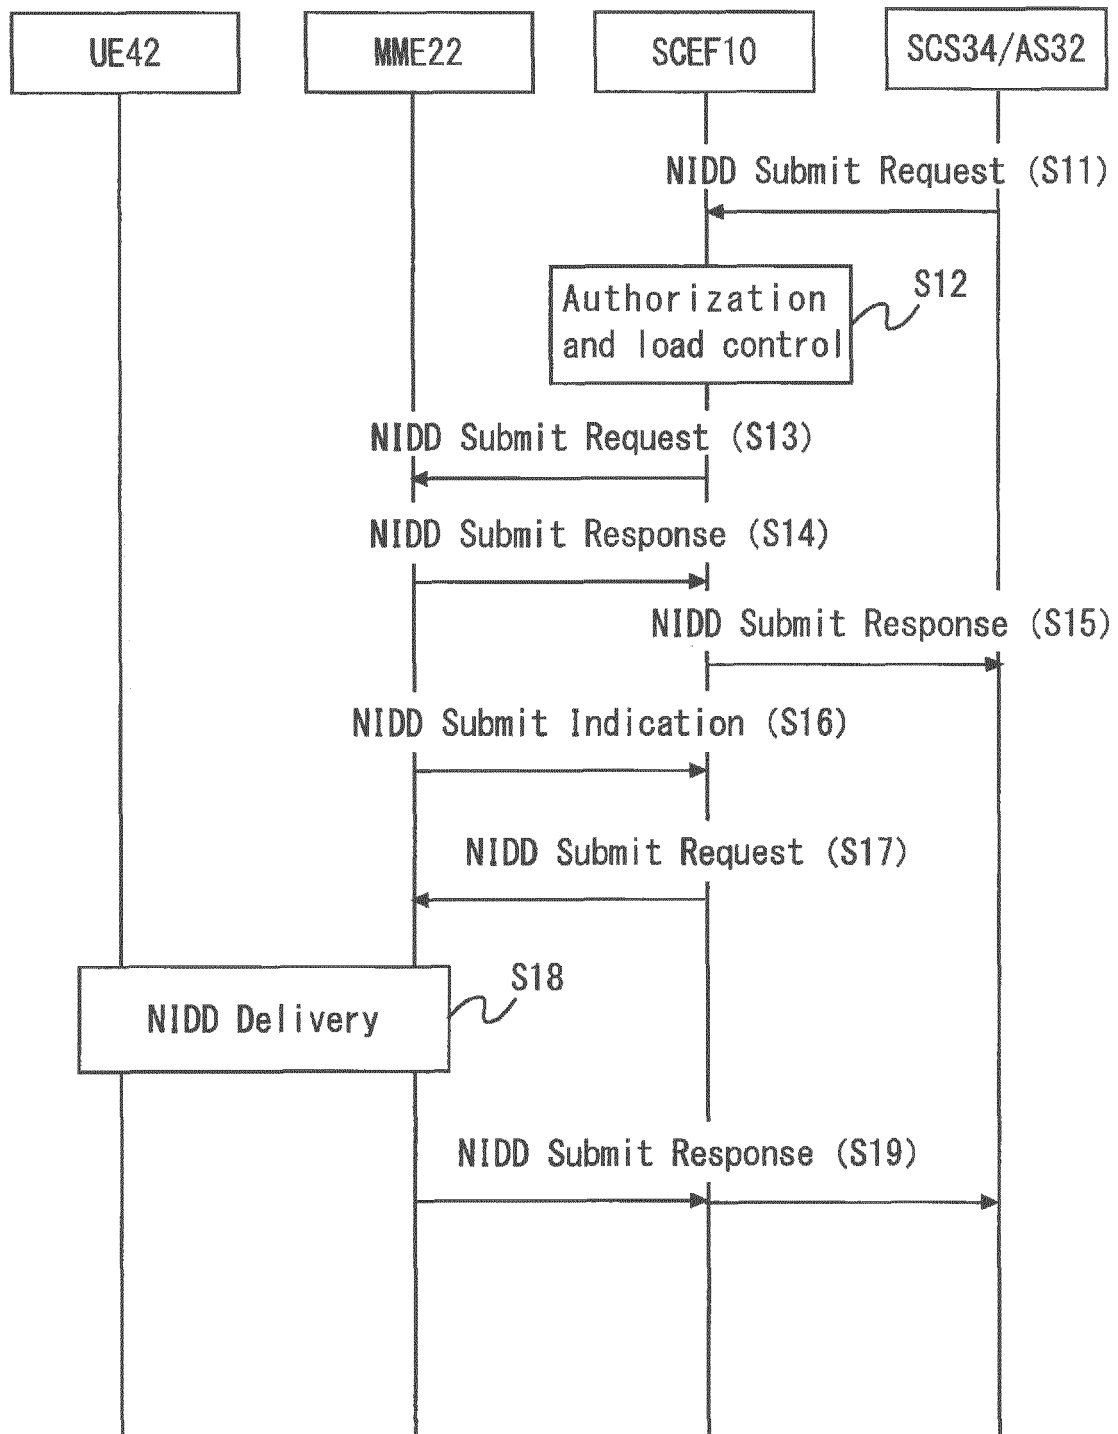 UE42
MME22
SCEF10
SCS34/AS32
NIDD Submit Request (S11)
S12
Authorization
and load control
NIDD Submit Request (S13)
NIDD Submit Response (S14)
NIDD Submit Response (S15)
NIDD Submit Indication (S16)
NIDD Submit Request (S17)
S18
NIDD Delivery
NIDD Submit Response (S19)